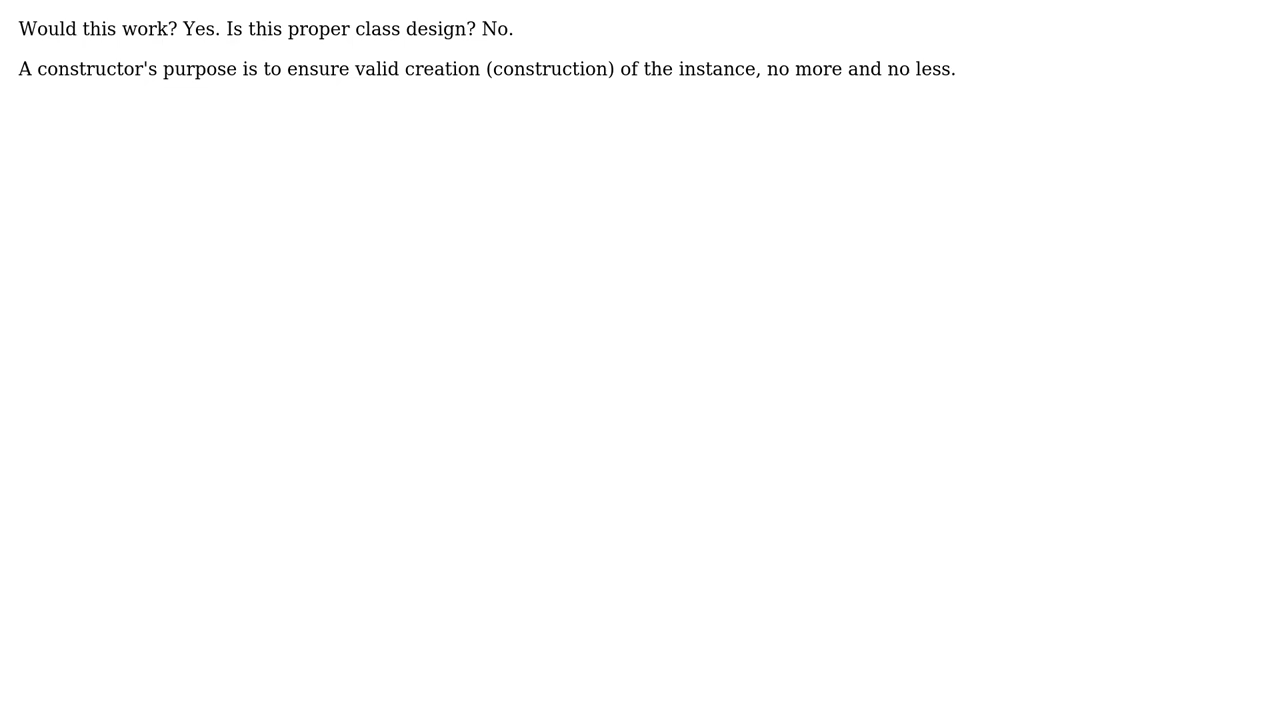 Would this work? Yes. Is this proper class design? No.
A constructor's purpose is to ensure valid creation (construction) of the instance, no more and no less.